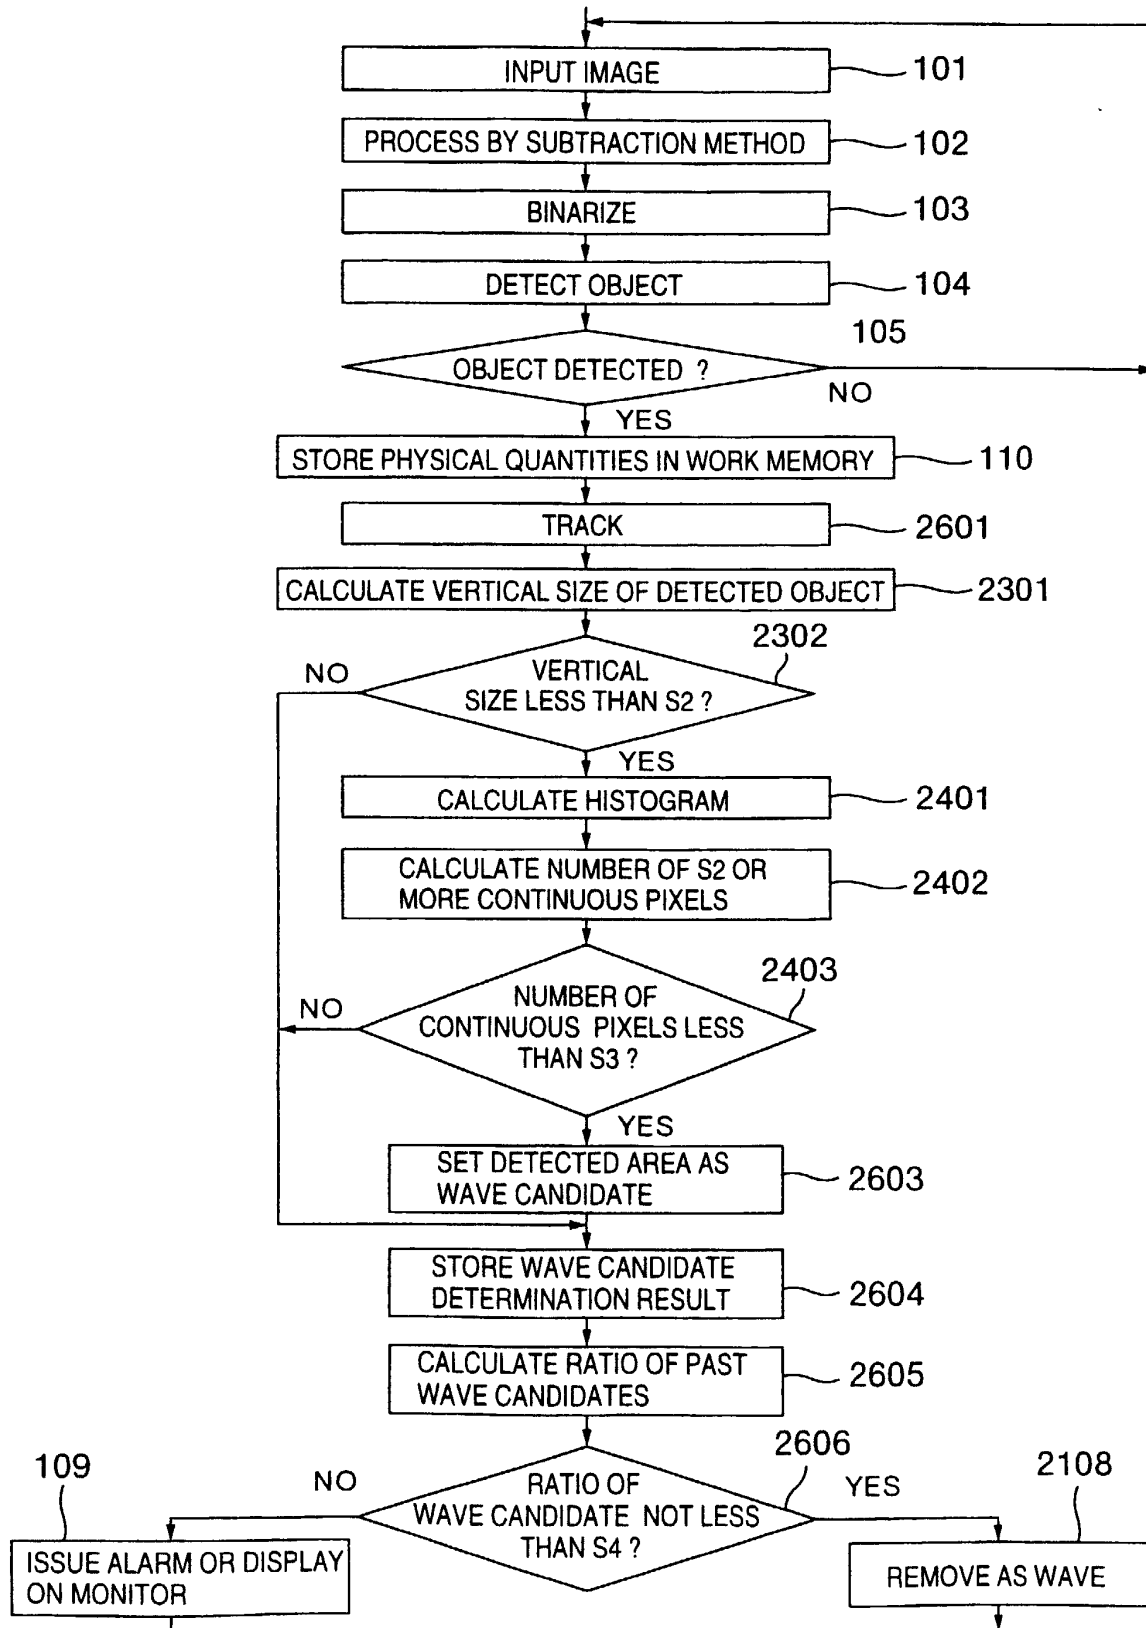 INPUT IMAGE
101
PROCESS BY SUBTRACTION METHOD
102
BINARIZE
103
DETECT OBJECT
104
105
OBJECT DETECTED ?
NO
YES
STORE PHYSICAL QUANTITIES IN WORK MEMORY
110
TRACK
2601
CALCULATE VERTICAL SIZE OF DETECTED OBJECT
2301
2302
NO
VERTICAL
SIZE LESS THAN S2 ?
YES
CALCULATE HISTOGRAM
2401
CALCULATE NUMBER OF S2 OR
MORE CONTINUOUS PIXELS
2402
2403
NO
NUMBER OF
CONTINUOUS PIXELS LESS
THAN S3 ?
YES
SET DETECTED AREA AS
WAVE CANDIDATE
2603
STORE WAVE CANDIDATE
DETERMINATION RESULT
2604
CALCULATE RATIO OF PAST
WAVE CANDIDATES
2605
2606
109
NO
RATIO OF
WAVE CANDIDATE NOT LESS
THAN S4 ?
YES
2108
ISSUE ALARM OR DISPLAY
ON MONITOR
REMOVE AS WAVE